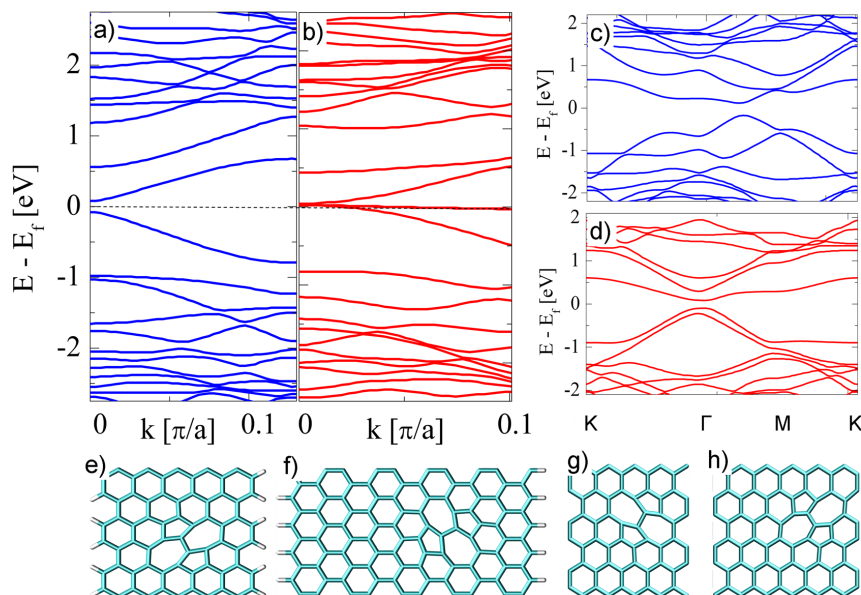 a)
b)
c)
d)
E - E_f [eV]
2
1
0
-1
-2
0
0.1
k [π/a]
0
0.1
k [π/a]
E - E_f [eV]
2
1
0
-1
-2
E - E_f [eV]
2
1
0
-1
-2
K
Γ
M
K
e)
f)
g)
h)